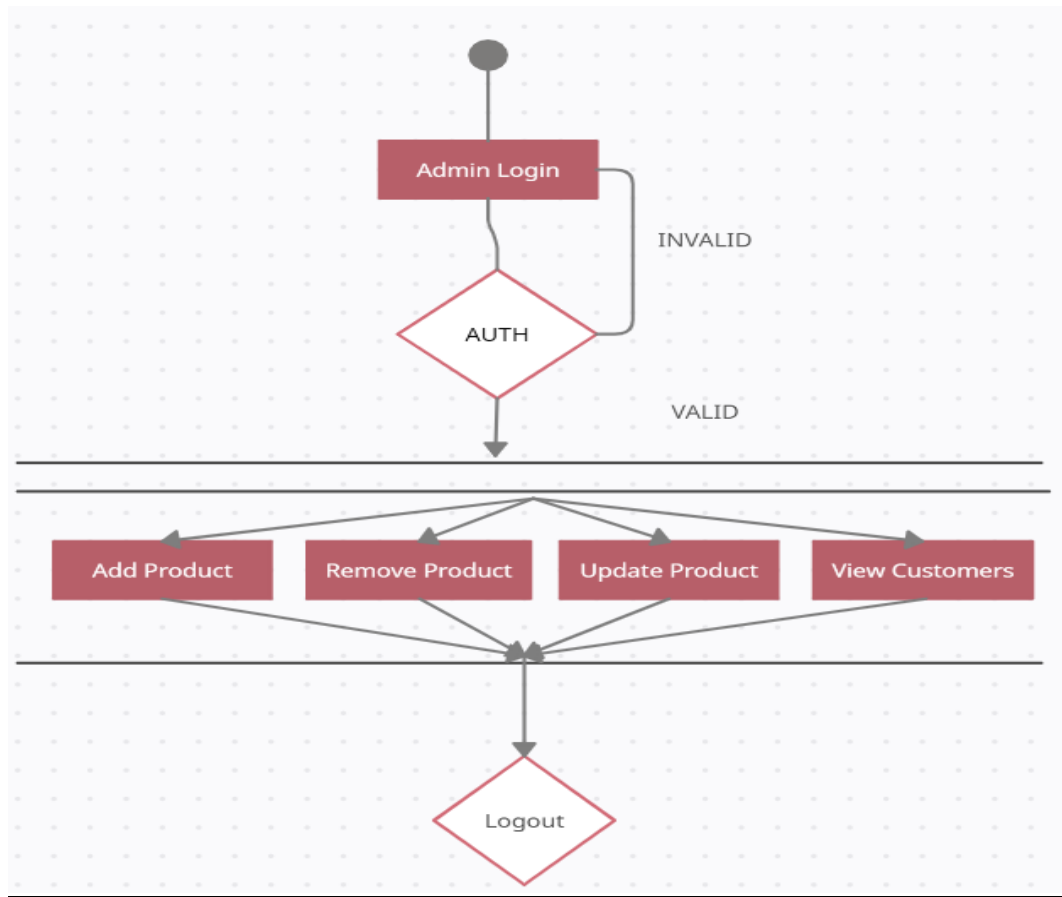 Admin Login
INVALID
AUTH
VALID
Add Product
Remove Product
Update Product
View Customers
Logout